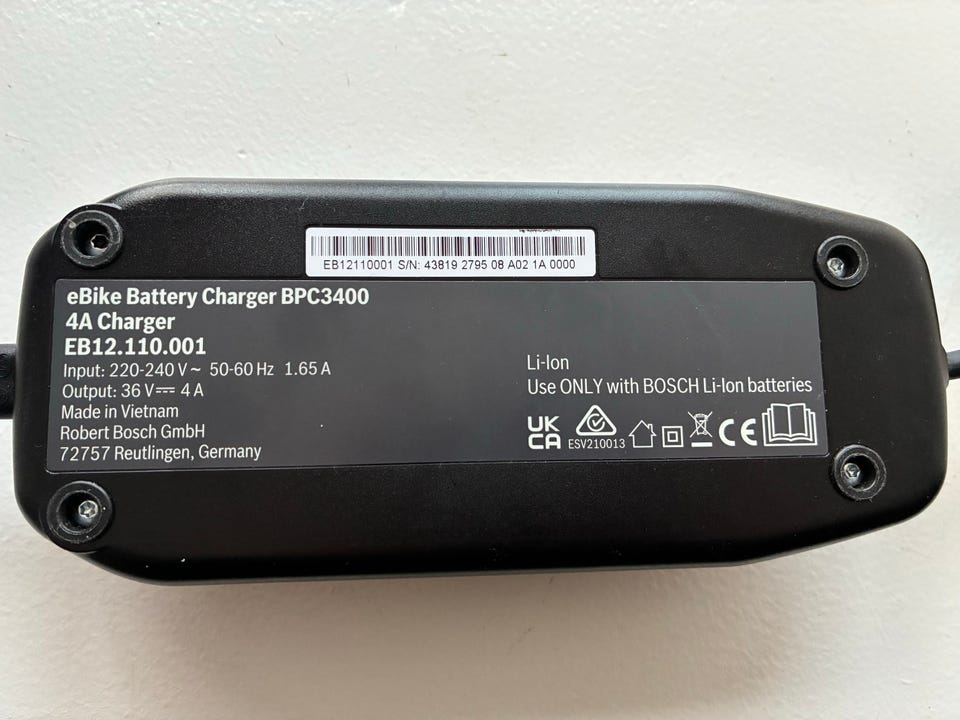 EB12110001 S/N: 43819 2795 08 A02 1A 0000
eBike Battery Charger BPC3400
4A Charger
EB12.110.001
Input: 220-240 V ~ 50-60 Hz 1.65 A
Output: 36 V⎓ 4 A
Made in Vietnam
Robert Bosch GmbH
72757 Reutlingen, Germany
Li-Ion
Use ONLY with BOSCH Li-Ion batteries
UK
CA
ESV210013
CE